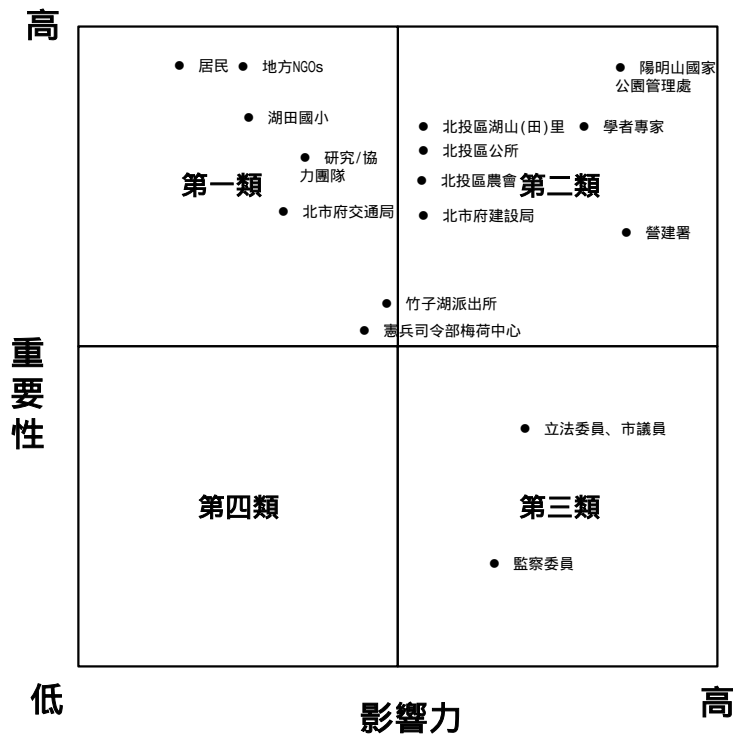 高
● 居民 ● 地方NGOs
● 陽明山國家
公園管理處
● 湖田國小
● 北投區湖山(田)里 ● 學者專家
● 北投區公所
● 研究/協
力團隊
第一類
● 北投區農會
第二類
● 北市府交通局
● 北市府建設局
● 營建署
● 竹子湖派出所
● 憲兵司令部梅荷中心
重
要
性
● 立法委員、市議員
第四類
第三類
● 監察委員
低
影響力
高